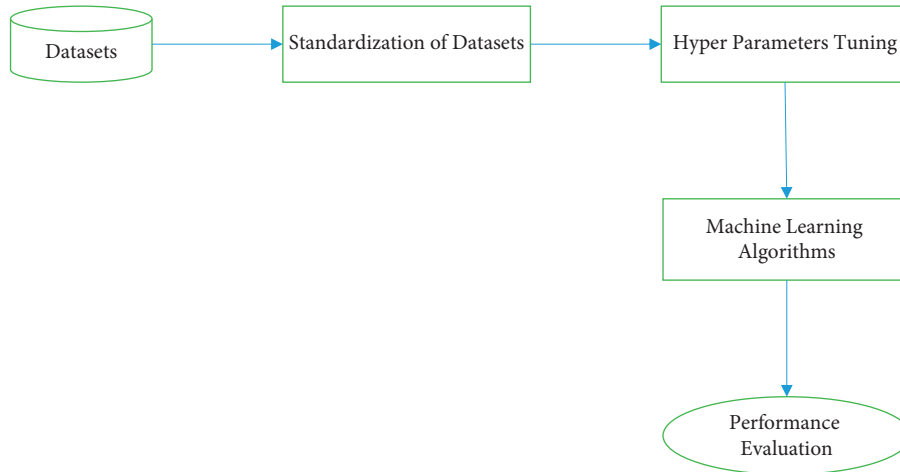 Datasets
Standardization of Datasets
Hyper Parameters Tuning
Machine Learning
Algorithms
Performance
Evaluation